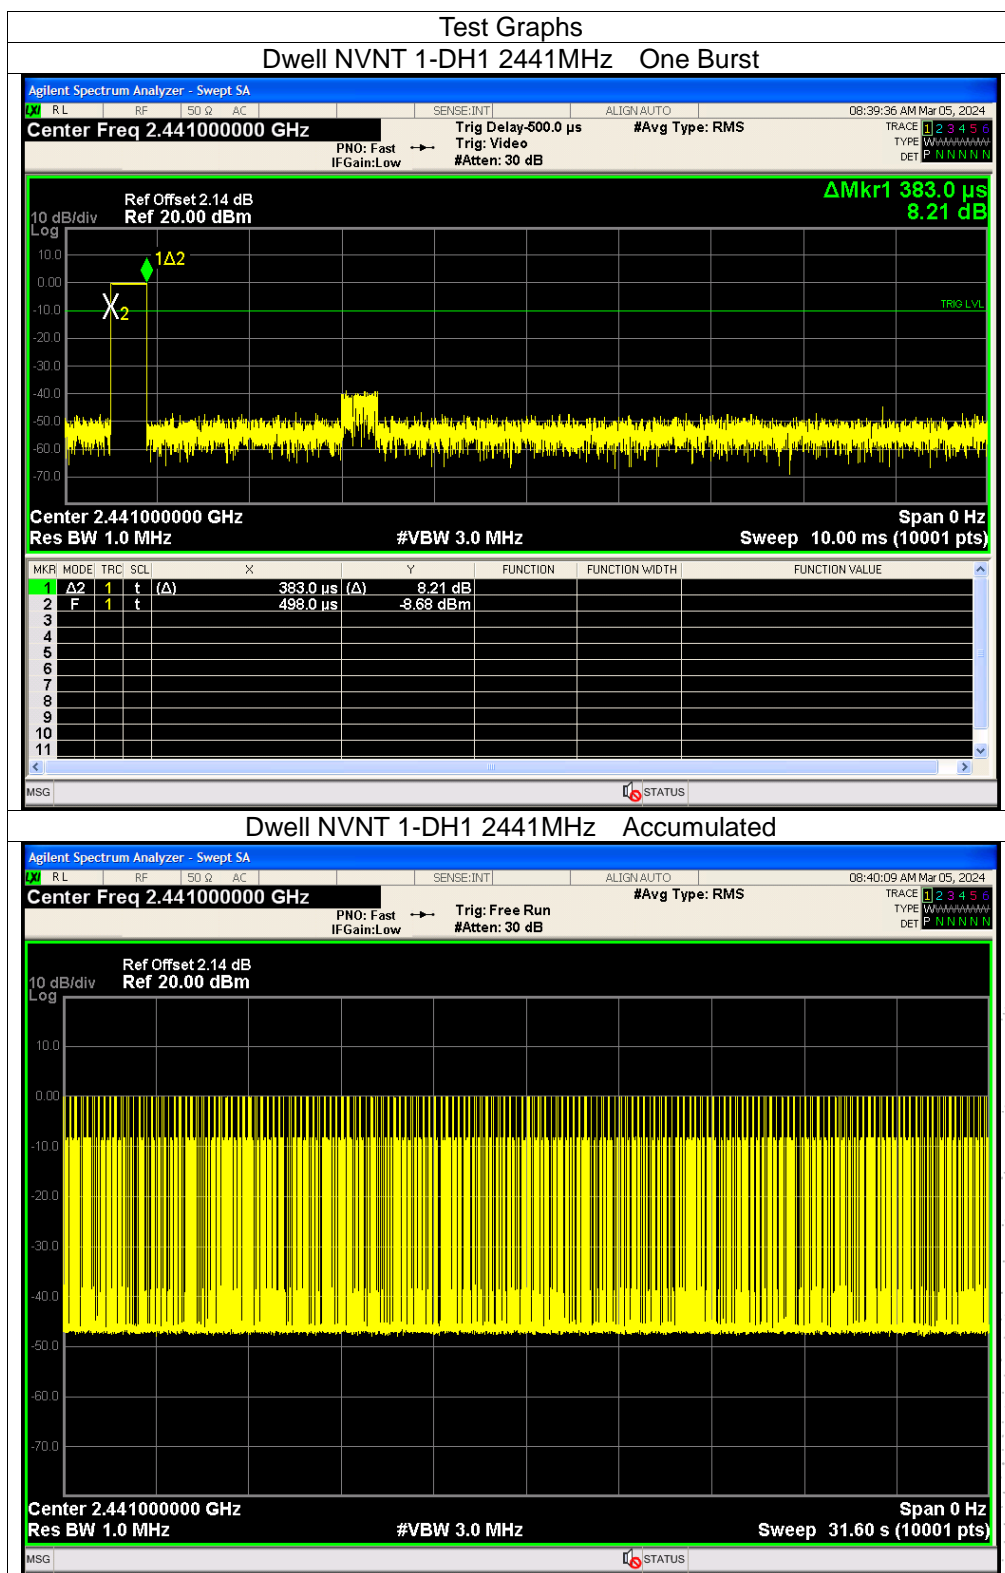 Test Graphs
Dwell NVNT 1-DH1 2441MHz One Burst
Agilent Spectrum Analyzer - Swept SA
LXI RL RF 50 Ω AC SENSE:INT ALIGN AUTO 08:39:36 AM Mar 05, 2024
Center Freq 2.441000000 GHz Trig Delay-500.0 µs #Avg Type: RMS TRACE 1 2 3 4 5 6
PNO: Fast Trig: Video TYPE W
IFGain:Low #Atten: 30 dB DET P N N N N N
ΔMkr1 383.0 µs
8.21 dB
Ref Offset 2.14 dB
10 dB/div Ref 20.00 dBm
Log
10.0
0.00
-10.0
-20.0
-30.0
-40.0
-50.0
-60.0
-70.0
1Δ2
X2
TRIG LVL
Center 2.441000000 GHz Span 0 Hz
Res BW 1.0 MHz #VBW 3.0 MHz Sweep 10.00 ms (10001 pts)
MKR MODE TRC SCL X Y FUNCTION FUNCTION WIDTH FUNCTION VALUE
1 Δ2 1 t (Δ) 383.0 µs (Δ) 8.21 dB
2 F 1 t 498.0 µs -8.68 dBm
3
4
5
6
7
8
9
10
11
MSG STATUS
Dwell NVNT 1-DH1 2441MHz Accumulated
Agilent Spectrum Analyzer - Swept SA
LXI RL RF 50 Ω AC SENSE:INT ALIGN AUTO 08:40:09 AM Mar 05, 2024
Center Freq 2.441000000 GHz #Avg Type: RMS TRACE 1 2 3 4 5 6
PNO: Fast Trig: Free Run TYPE W
IFGain:Low #Atten: 30 dB DET P N N N N N
Ref Offset 2.14 dB
10 dB/div Ref 20.00 dBm
Log
10.0
0.00
-10.0
-20.0
-30.0
-40.0
-50.0
-60.0
-70.0
Center 2.441000000 GHz Span 0 Hz
Res BW 1.0 MHz #VBW 3.0 MHz Sweep 31.60 s (10001 pts)
MSG STATUS